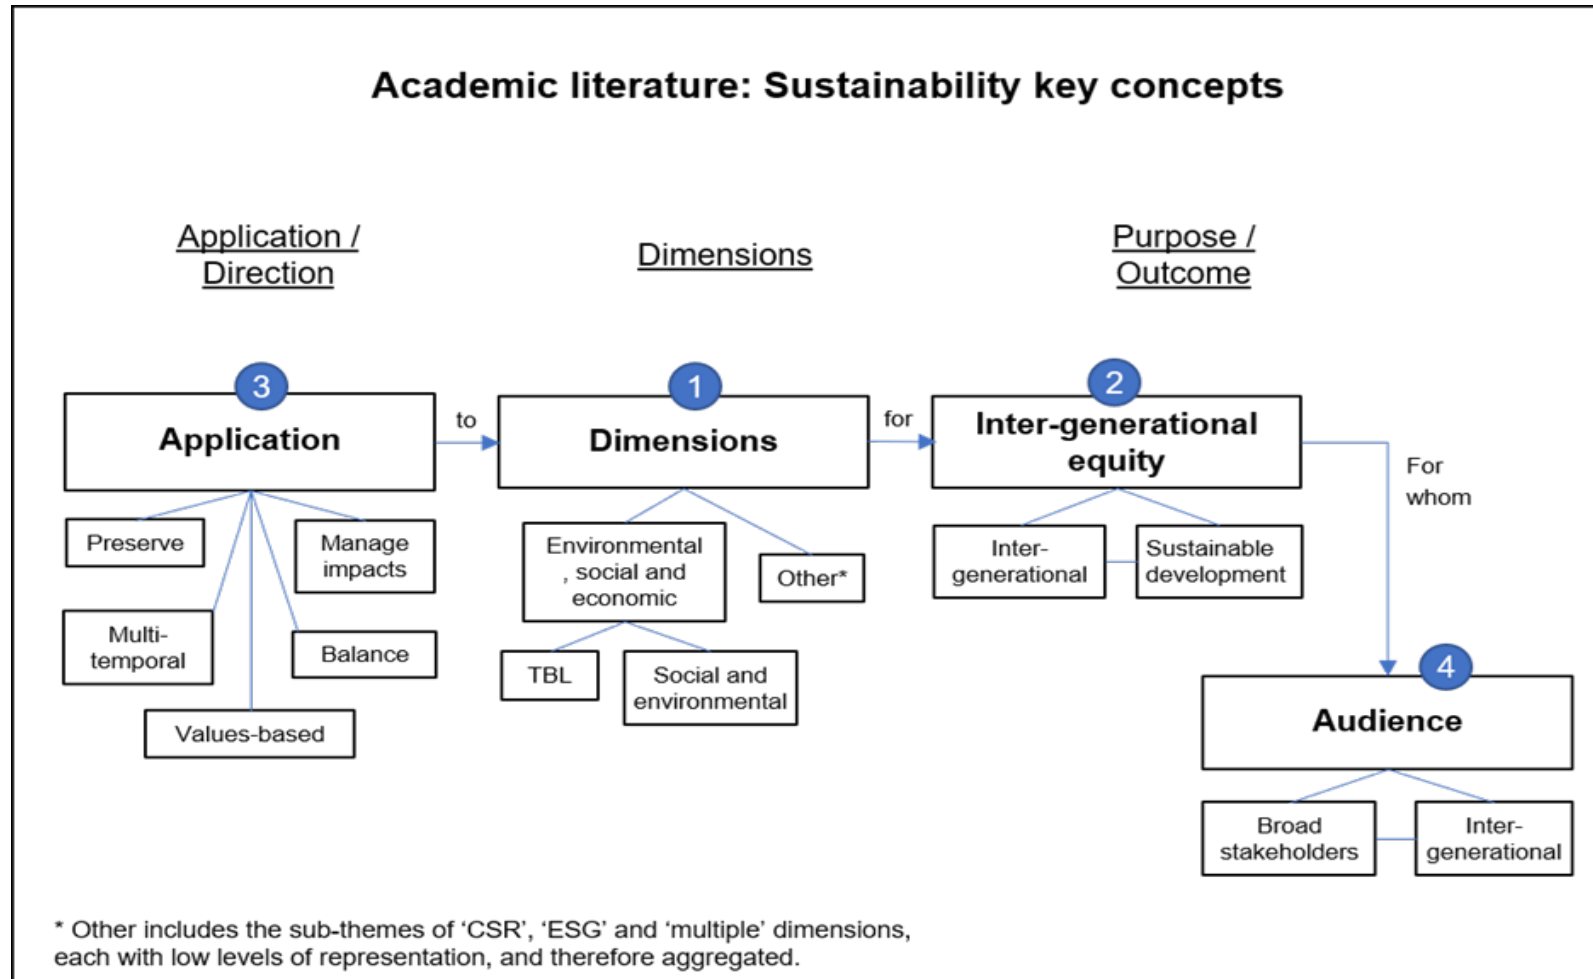 Academic literature: Sustainability key concepts
Application /
Direction
Dimensions
Purpose /
Outcome
3
Application
to
1
Dimensions
for
2
Inter-generational
equity
For
whom
Preserve
Manage
impacts
Multi-
temporal
Balance
Values-based
Environmental
, social and
economic
Other*
TBL
Social and
environmental
Inter-
generational
Sustainable
development
4
Audience
Broad
stakeholders
Inter-
generational
* Other includes the sub-themes of ‘CSR’, ‘ESG’ and ‘multiple’ dimensions,
each with low levels of representation, and therefore aggregated.